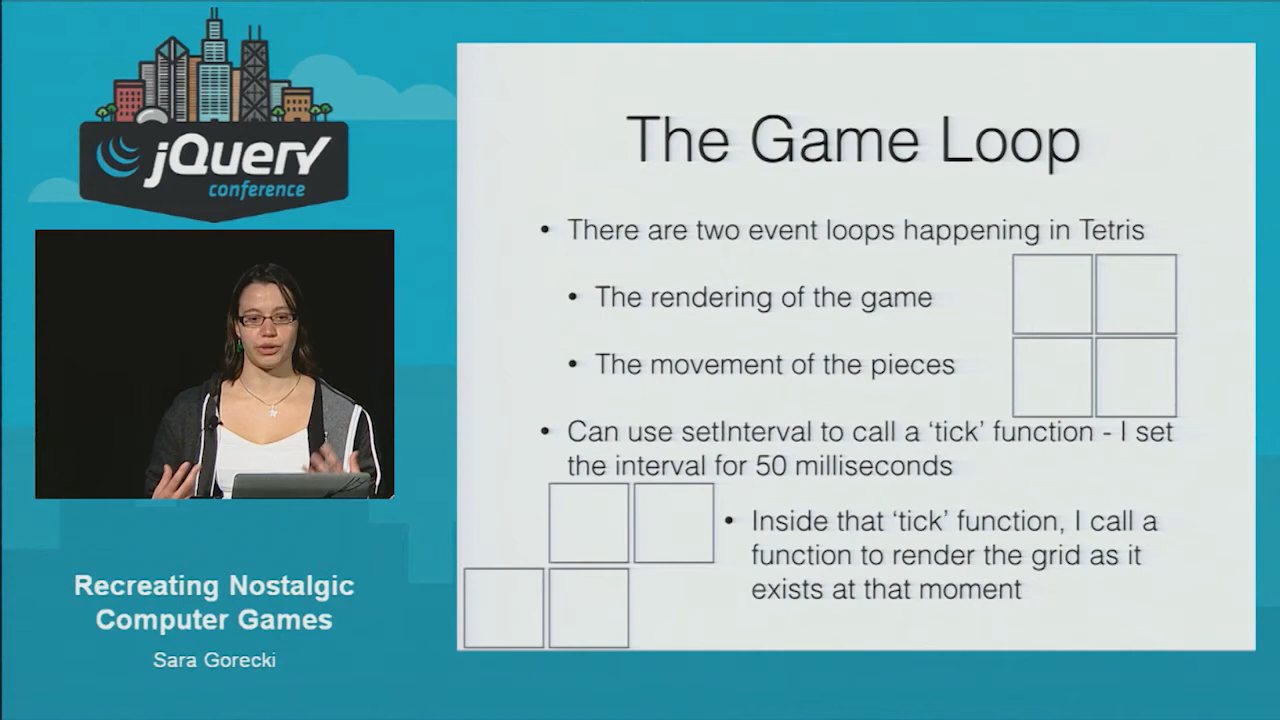 jQuery
conference
The Game Loop
• There are two event loops happening in Tetris
• The rendering of the game
• The movement of the pieces
• Can use setInterval to call a ‘tick’ function - I set
the interval for 50 milliseconds
• Inside that ‘tick’ function, I call a
function to render the grid as it
exists at that moment
Recreating Nostalgic
Computer Games
Sara Gorecki